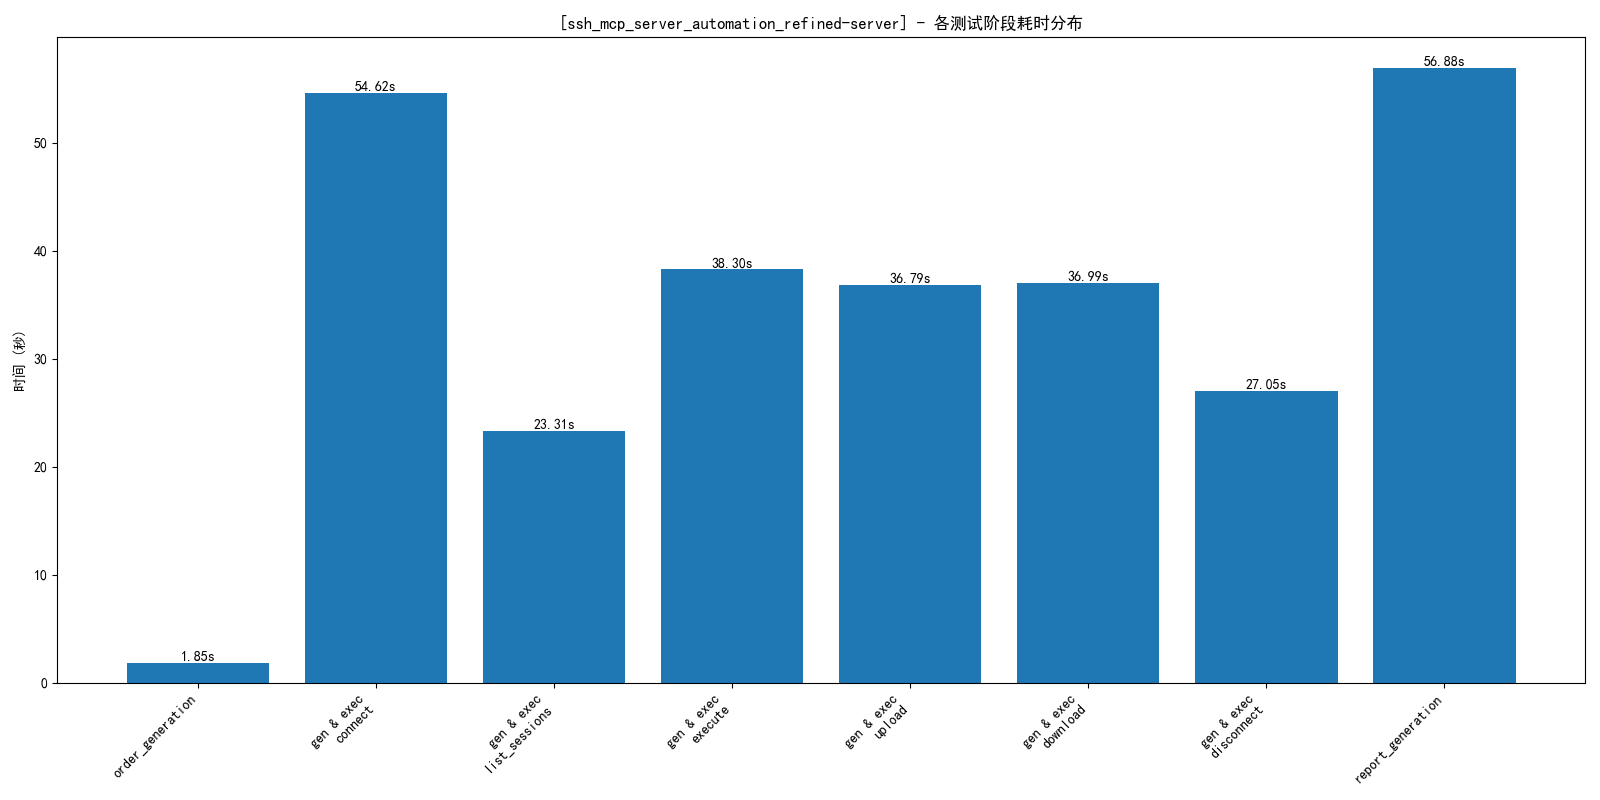 [ssh_mcp_server_automation_refined-server] - 各测试阶段耗时分布
时间 (秒)
50
40
30
20
10
0
1.85s
54.62s
23.31s
38.30s
36.79s
36.99s
27.05s
56.88s
order_generation
gen & exec
connect
gen & exec
list_sessions
gen & exec
execute
gen & exec
upload
gen & exec
download
gen & exec
disconnect
report_generation